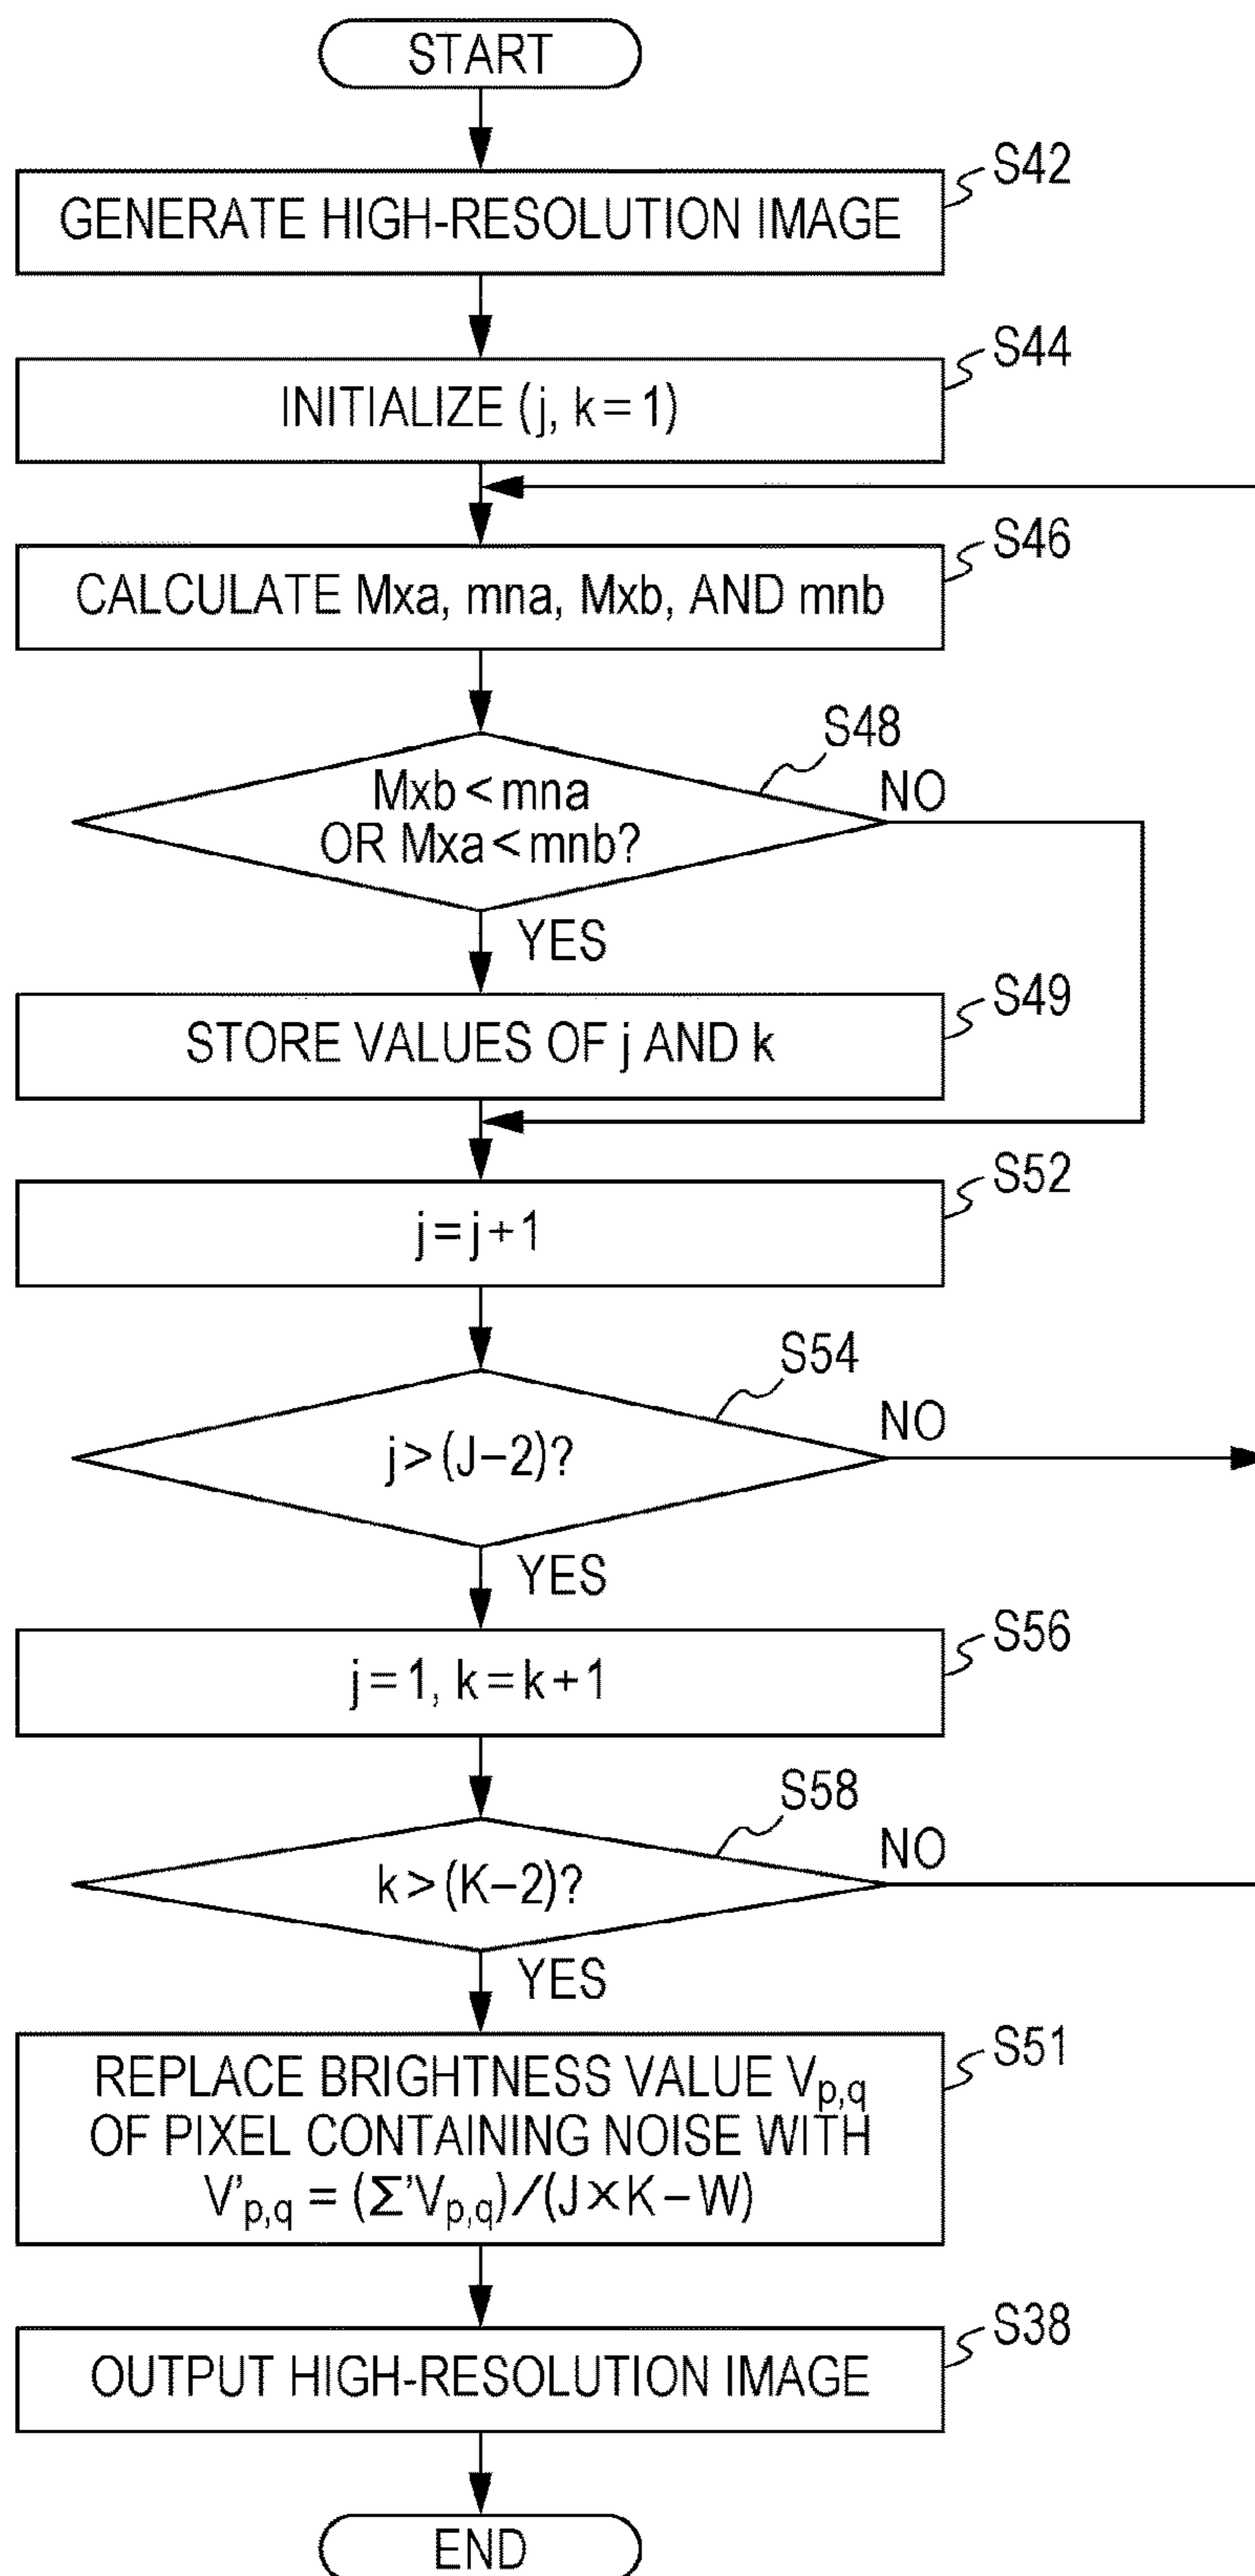 START
S42
GENERATE HIGH-RESOLUTION IMAGE
S44
INITIALIZE (j, k=1)
S46
CALCULATE Mxa, mna, Mxb, AND mnb
S48
Mxb<mna
OR Mxa<mnb?
NO
YES
S49
STORE VALUES OF j AND k
S52
j=j+1
S54
j>(J-2)?
NO
YES
S56
j=1, k=k+1
S58
k>(K-2)?
NO
YES
S51
REPLACE BRIGHTNESS VALUE Vp,q
OF PIXEL CONTAINING NOISE WITH
V'p,q = (Σ'Vp,q)/(J×K-W)
S38
OUTPUT HIGH-RESOLUTION IMAGE
END